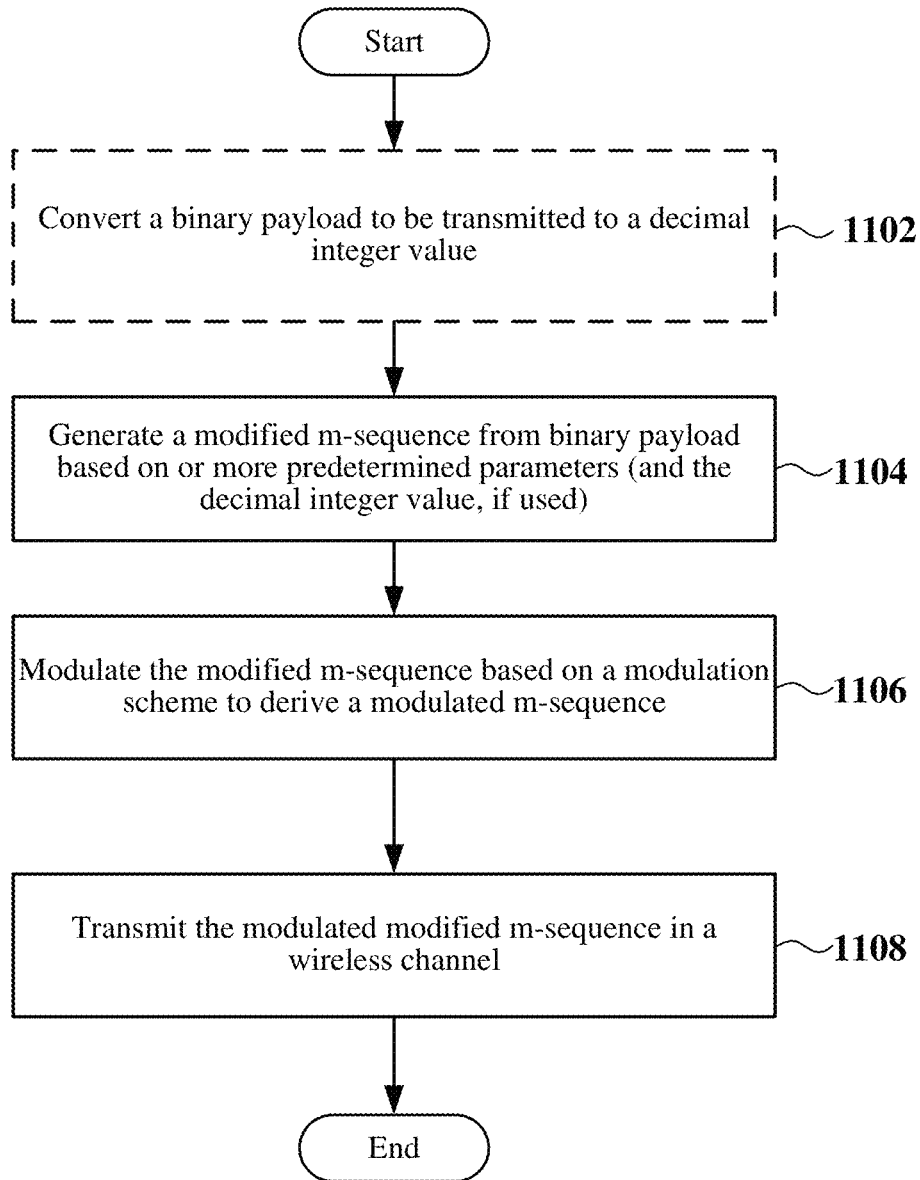 Start
Convert a binary payload to be transmitted to a decimal
integer value
1102
Generate a modified m-sequence from binary payload
based on or more predetermined parameters (and the
decimal integer value, if used)
1104
Modulate the modified m-sequence based on a modulation
scheme to derive a modulated m-sequence
1106
Transmit the modulated modified m-sequence in a
wireless channel
1108
End